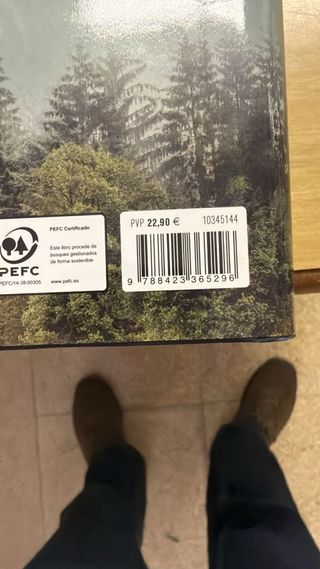 PVP 22,90 € 10345144
9 788423 365296
PEFC Certificado
Este libro procede de
bosques gestionados
de forma sostenible
PEFC
PEFC/14-38-00305
www.pefc.es